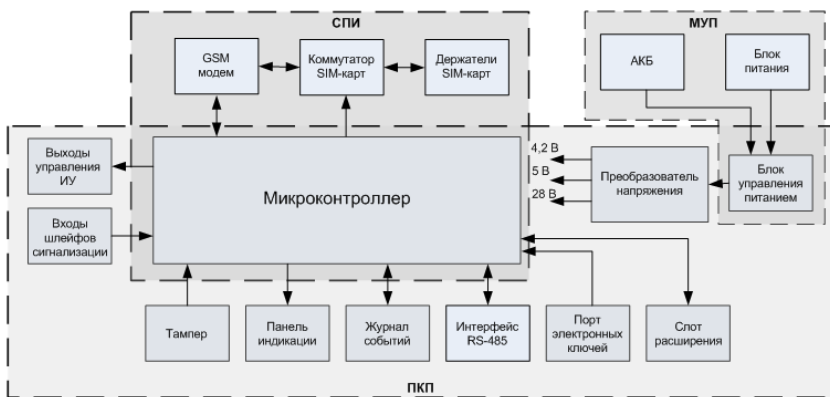 СПИ
МУП
GSM
модем
Коммутатор
SIM-карт
Держатели
SIM-карт
АКБ
Блок
питания
Выходы
управления
ИУ
Микроконтроллер
4,2 В
5 В
28 В
Преобразователь
напряжения
Блок
управления
питанием
Входы
шлейфов
сигнализации
Тампер
Панель
индикации
Журнал
событий
Интерфейс
RS-485
Порт
электронных
ключей
Слот
расширения
ПКП